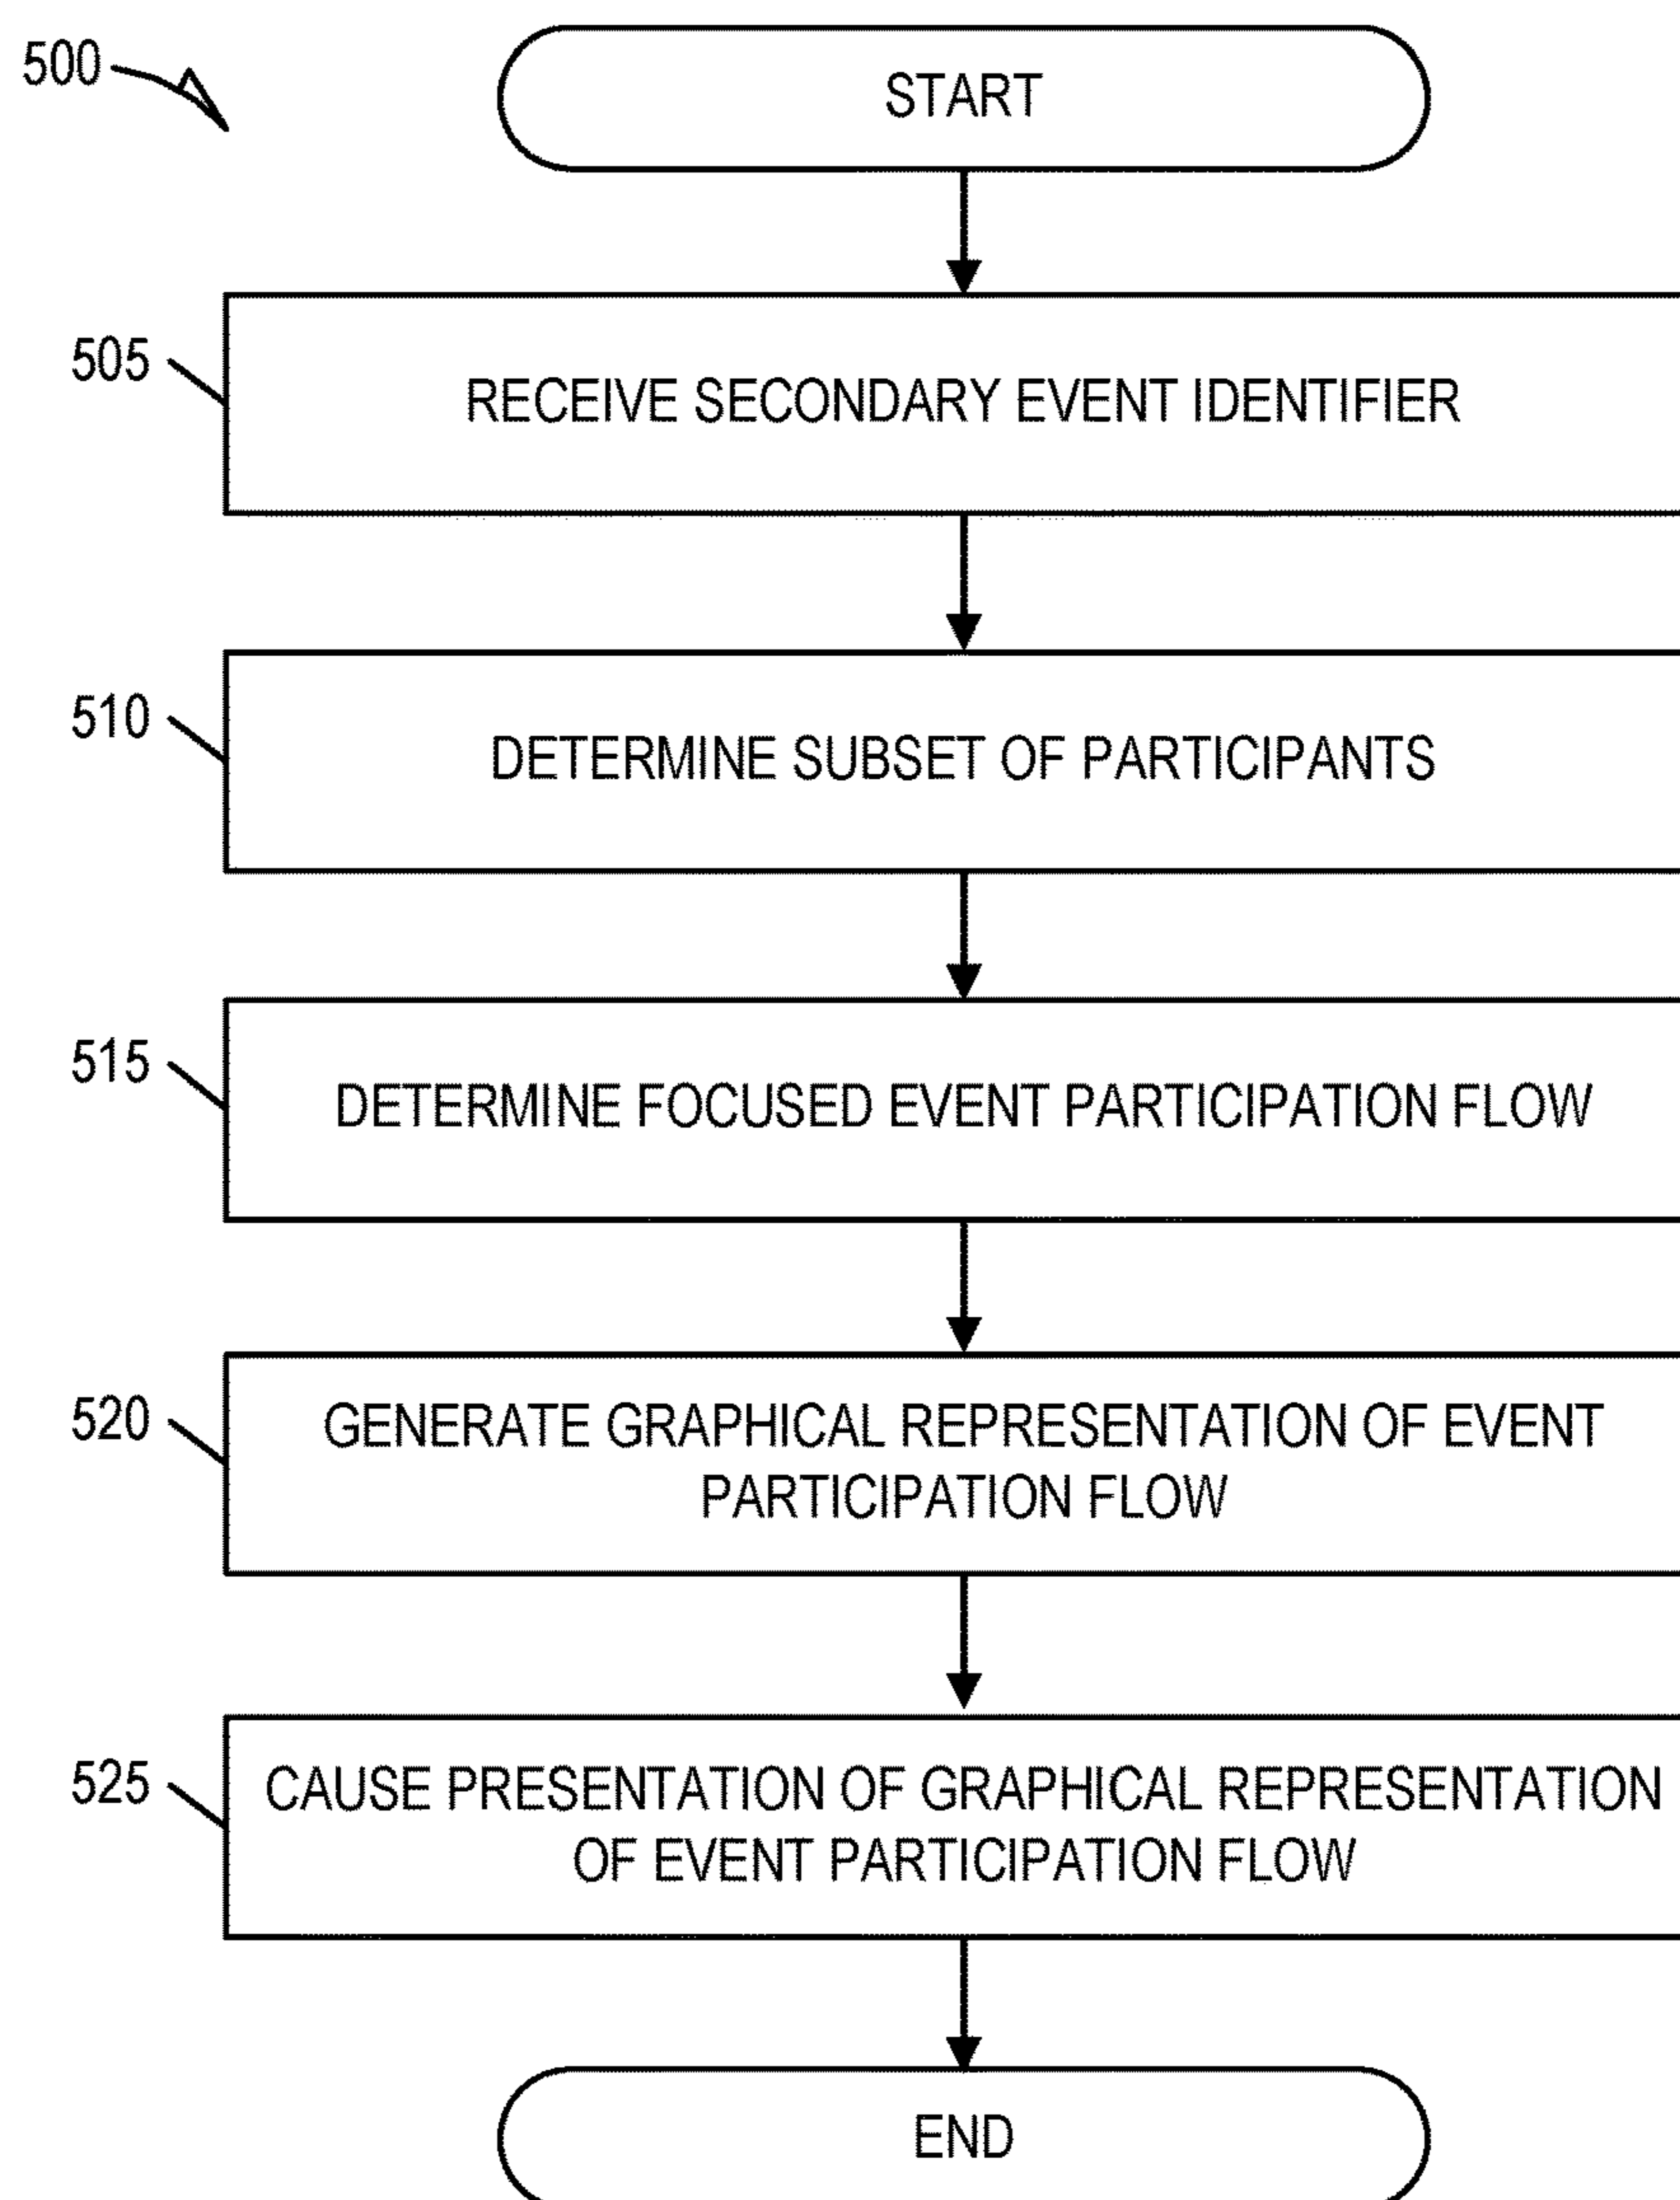 500
START
505
RECEIVE SECONDARY EVENT IDENTIFIER
510
DETERMINE SUBSET OF PARTICIPANTS
515
DETERMINE FOCUSED EVENT PARTICIPATION FLOW
520
GENERATE GRAPHICAL REPRESENTATION OF EVENT
PARTICIPATION FLOW
525
CAUSE PRESENTATION OF GRAPHICAL REPRESENTATION
OF EVENT PARTICIPATION FLOW
END